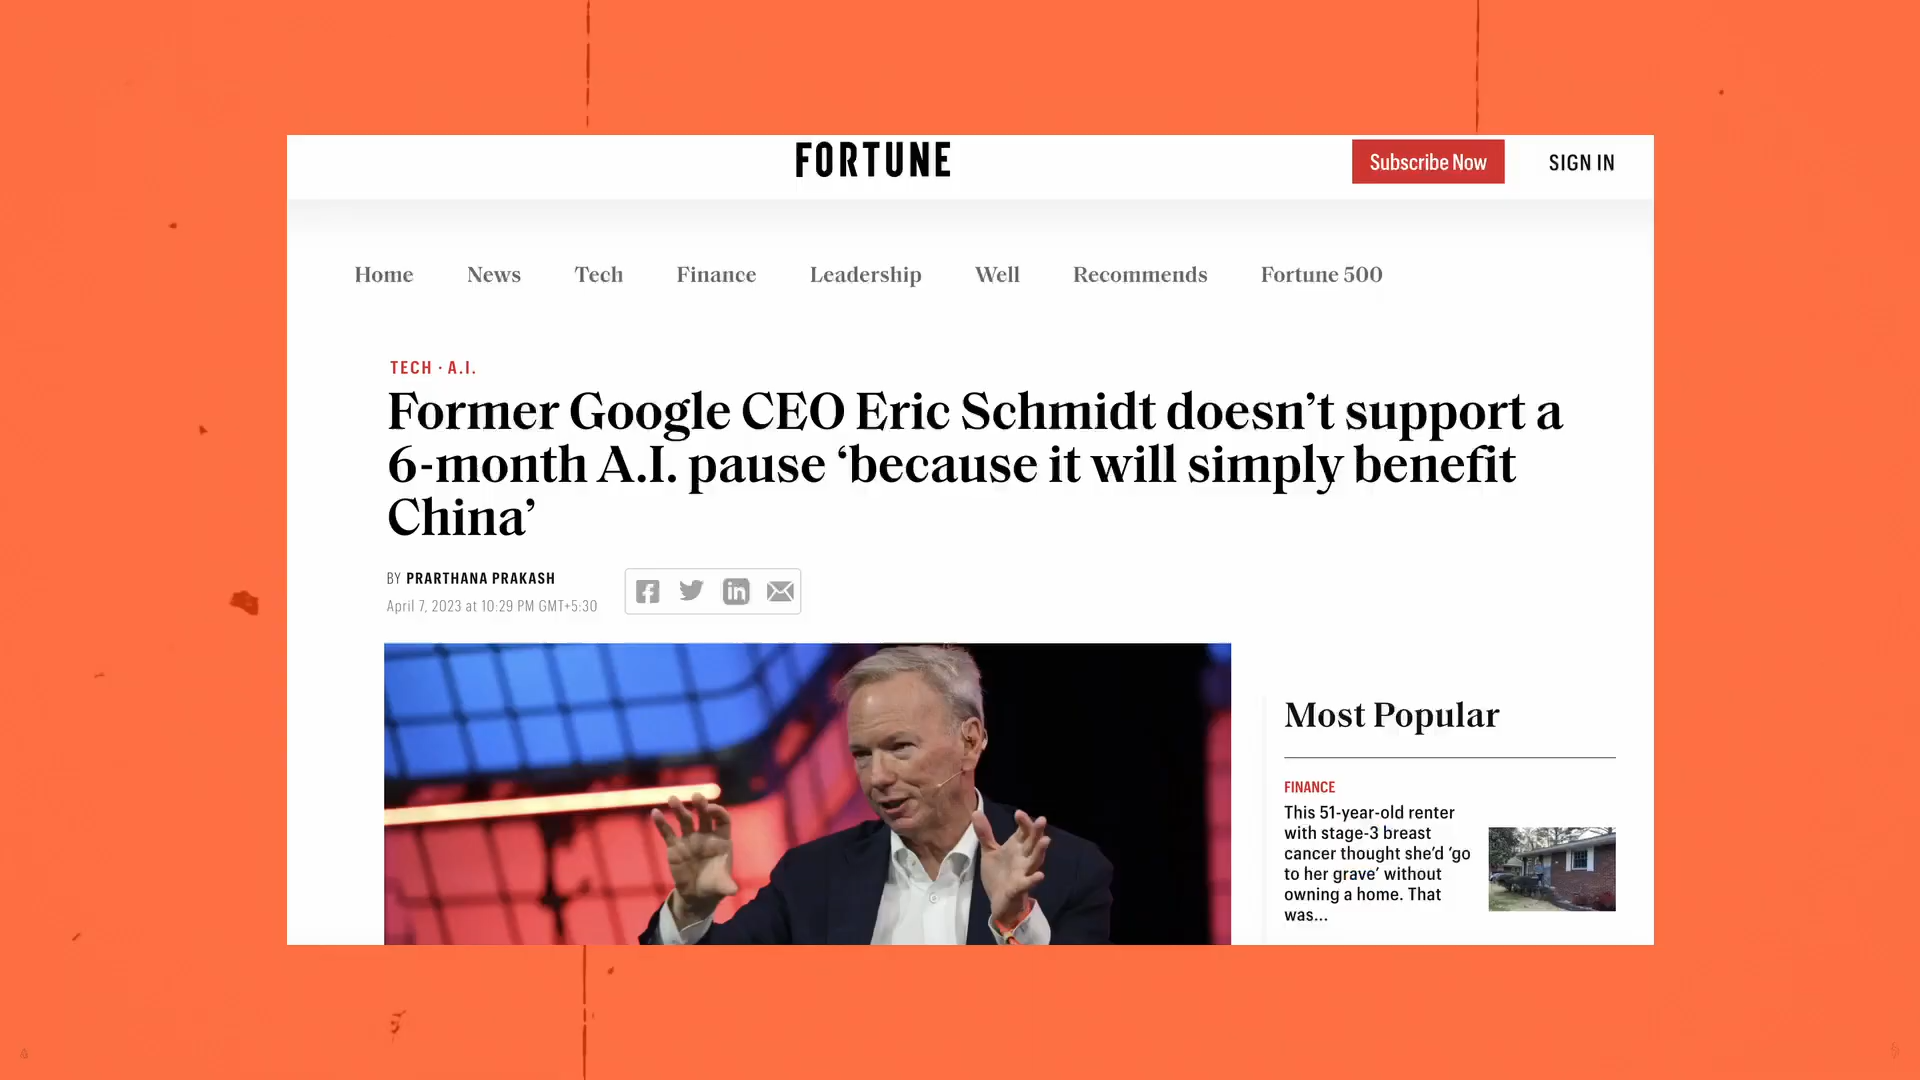 FORTUNE
Subscribe Now
SIGN IN
Home News Tech Finance Leadership Well Recommends Fortune 500
TECH · A.I.
Former Google CEO Eric Schmidt doesn’t support a
6-month A.I. pause ‘because it will simply benefit
China’
BY PRARTHANA PRAKASH
April 7, 2023 at 10:29 PM GMT+5:30
Most Popular
FINANCE
This 51-year-old renter
with stage-3 breast
cancer thought she’d ‘go
to her grave’ without
owning a home. That
was...